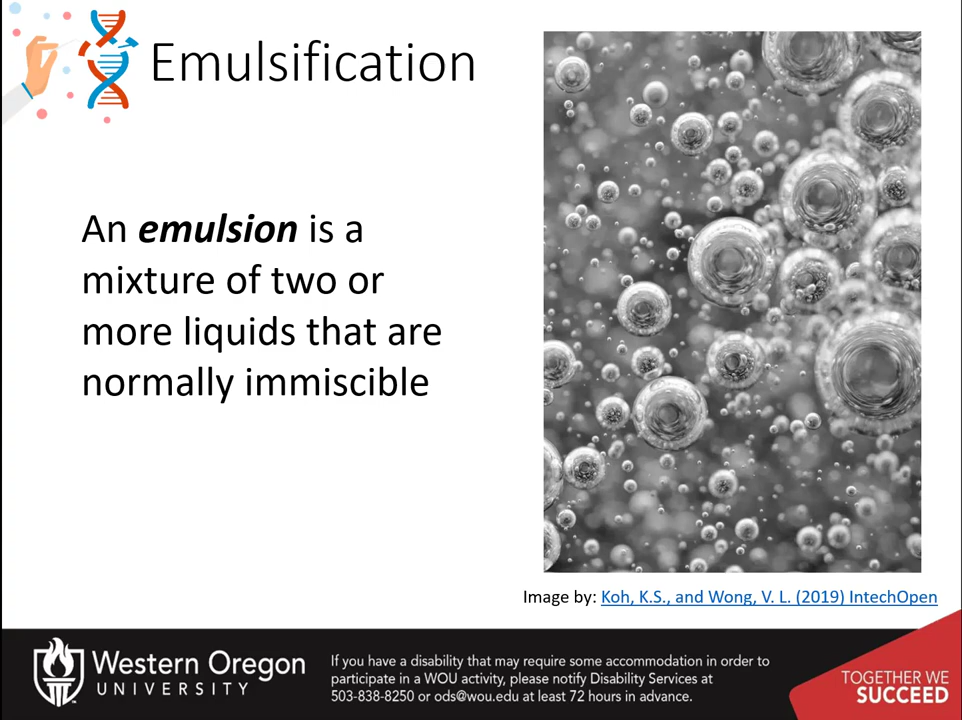 Emulsification
An emulsion is a
mixture of two or
more liquids that are
normally immiscible
Image by: Koh, K.S., and Wong, V. L. (2019) IntechOpen
Western Oregon
UNIVERSITY
If you have a disability that may require some accommodation in order to
participate in a WOU activity, please notify Disability Services at
503-838-8250 or ods@wou.edu at least 72 hours in advance.
TOGETHER WE
SUCCEED